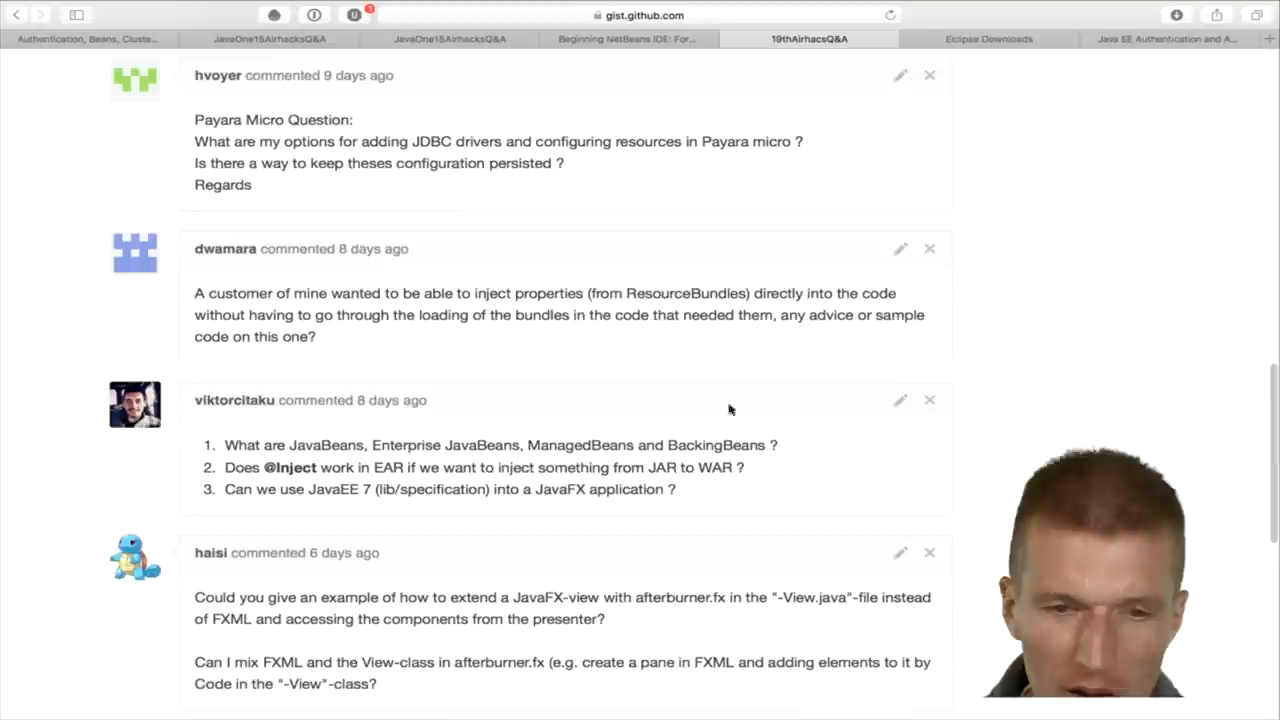 gist.github.com
1
Authentication, Beans, Cluste...
JavaOne15AirhacksQ&A
JavaOne15AirhacksQ&A
Beginning NetBeans IDE: For...
19thAirhacsQ&A
Eclipse Downloads
Java EE Authentication and A...
hvoyer commented 9 days ago
Payara Micro Question:
What are my options for adding JDBC drivers and configuring resources in Payara micro ?
Is there a way to keep theses configuration persisted ?
Regards
dwamara commented 8 days ago
A customer of mine wanted to be able to inject properties (from ResourceBundles) directly into the code
without having to go through the loading of the bundles in the code that needed them, any advice or sample
code on this one?
viktorcitaku commented 8 days ago
1. What are JavaBeans, Enterprise JavaBeans, ManagedBeans and BackingBeans ?
2. Does @Inject work in EAR if we want to inject something from JAR to WAR ?
3. Can we use JavaEE 7 (lib/specification) into a JavaFX application ?
haisi commented 6 days ago
Could you give an example of how to extend a JavaFX-view with afterburner.fx in the "-View.java"-file instead
of FXML and accessing the components from the presenter?
Can I mix FXML and the View-class in afterburner.fx (e.g. create a pane in FXML and adding elements to it by
Code in the "-View"-class?